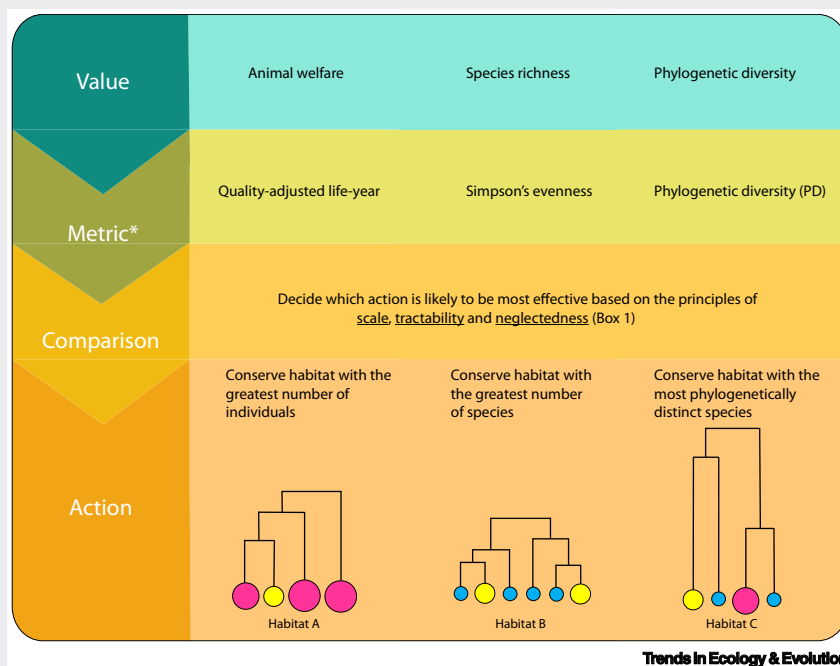 Value
Animal welfare
Species richness
Phylogenetic diversity
Metric*
Quality-adjusted life-year
Simpson's evenness
Phylogenetic diversity (PD)
Comparison
Decide which action is likely to be most effective based on the principles of
scale, tractability and neglectedness (Box 1)
Action
Conserve habitat with the
greatest number of
individuals
Conserve habitat with
the greatest number
of species
Conserve habitat with the
most phylogenetically
distinct species
Habitat A
Habitat B
Habitat C
Trends in Ecology & Evolution